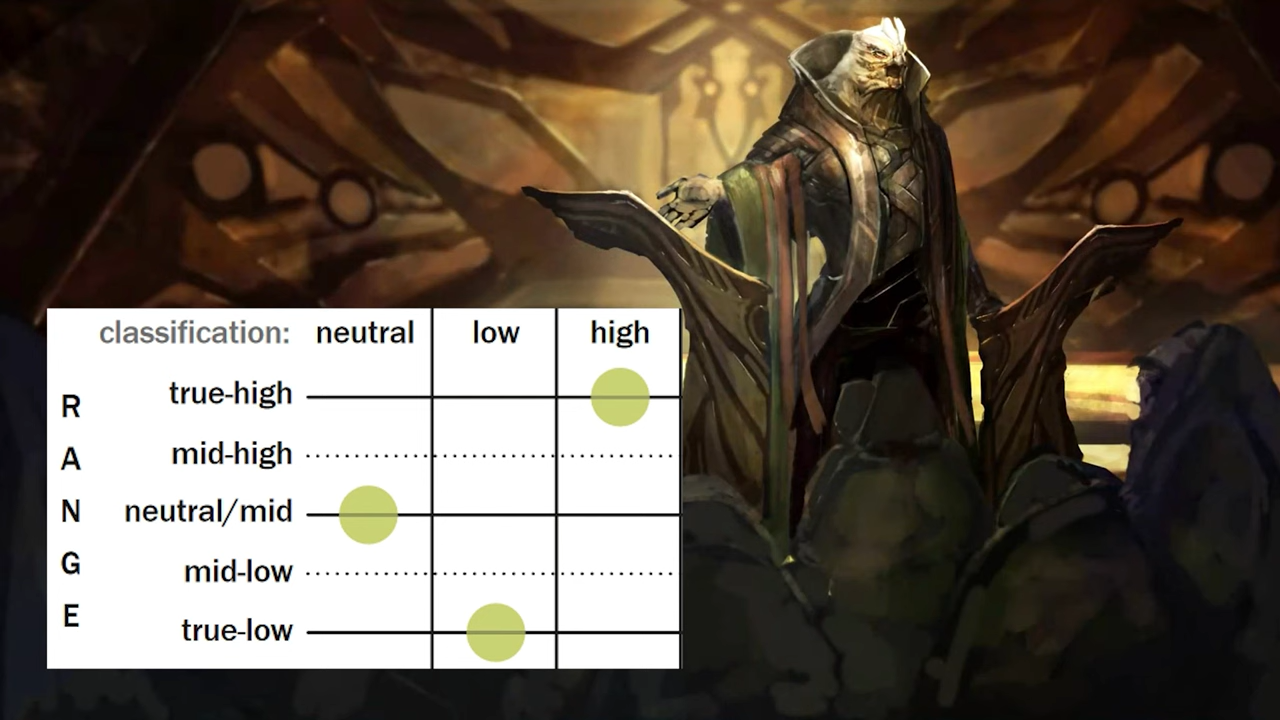 classification: neutral low high
true-high
mid-high
neutral/mid
mid-low
true-low
R
A
N
G
E